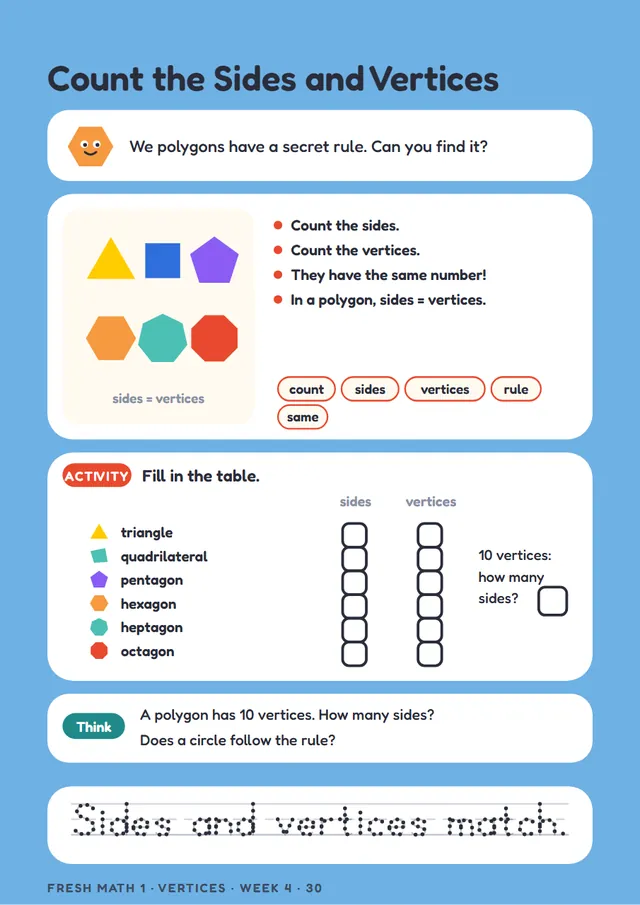 Count the Sides and Vertices
We polygons have a secret rule. Can you find it?
Count the sides.
Count the vertices.
They have the same number!
In a polygon, sides = vertices.
sides = vertices
count sides vertices rule
same
ACTIVITY Fill in the table.
sides vertices
triangle
quadrilateral
pentagon
hexagon
heptagon
octagon
10 vertices:
how many
sides?
Think
A polygon has 10 vertices. How many sides?
Does a circle follow the rule?
Sides and vertices match.
FRESH MATH 1 · VERTICES · WEEK 4 · 30